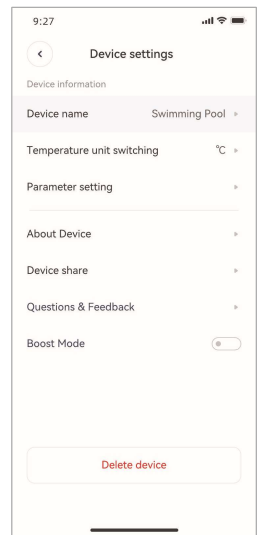 9:27
Device settings
Device information
Device name Swimming Pool
Temperature unit switching °C
Parameter setting
About Device
Device share
Questions & Feedback
Boost Mode
Delete device